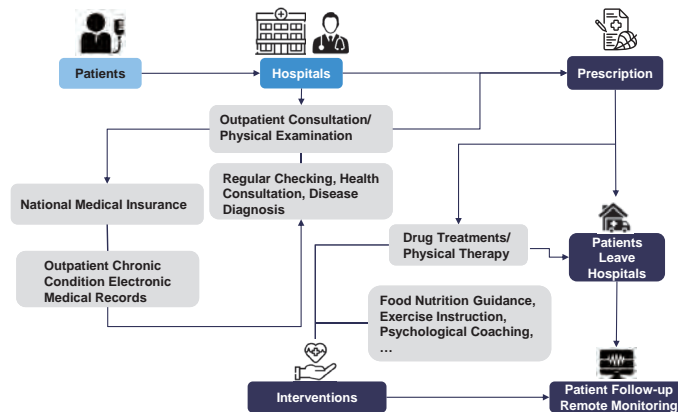 Patients
Hospitals
Prescription
Outpatient Consultation/
Physical Examination
Regular Checking, Health
Consultation, Disease
Diagnosis
National Medical Insurance
Drug Treatments/
Physical Therapy
Patients
Leave
Hospitals
Outpatient Chronic
Condition Electronic
Medical Records
Food Nutrition Guidance,
Exercise Instruction,
Psychological Coaching,
…
Interventions
Patient Follow-up
Remote Monitoring